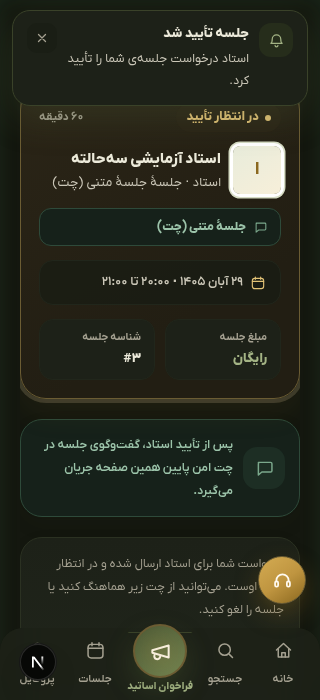 جلسه تأیید شد
استاد درخواست جلسه‌ی شما را تأیید
کرد.
در انتظار تأیید
۶۰ دقیقه
ا
استاد آزمایشی سه‌حالته
استاد · جلسهٔ جلسهٔ متنی (چت)
جلسهٔ متنی (چت)
۲۹ آبان ۱۴۰۵ · ۲۰:۰۰ تا ۲۱:۰۰
مبلغ جلسه
رایگان
شناسه جلسه
#۳
پس از تأیید استاد، گفت‌وگوی جلسه در
چت امن پایین همین صفحه جریان
می‌گیرد.
شما برای استاد ارسال شده و در انتظار
اوست. می‌توانید از چت زیر هماهنگ کنید یا
جلسه را لغو کنید.
خانه
جستجو
فراخوان اساتید
جلسات
N